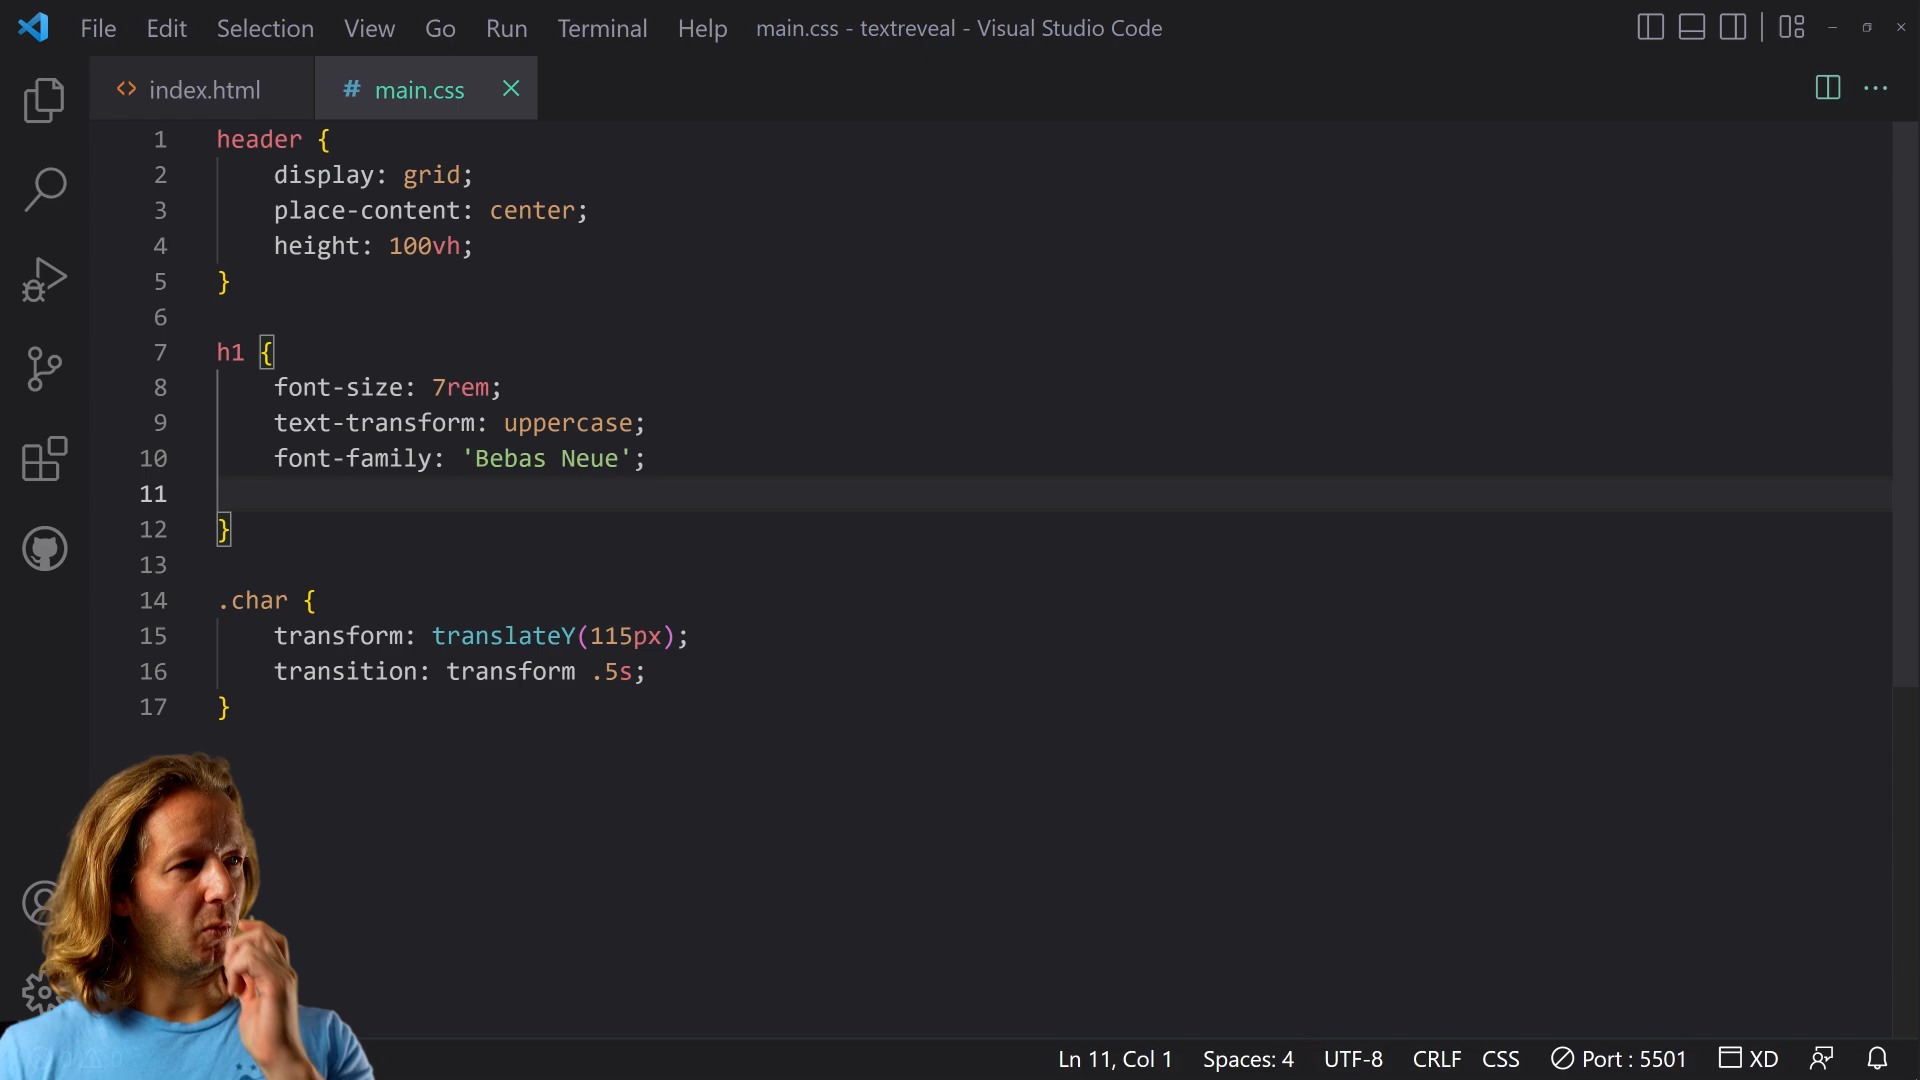 File Edit Selection View Go Run Terminal Help main.css - textreveal - Visual Studio Code
index.html
# main.css
1 header {
2 display: grid;
3 place-content: center;
4 height: 100vh;
5 }
6
7 h1 {
8 font-size: 7rem;
9 text-transform: uppercase;
10 font-family: 'Bebas Neue';
11
12 }
13
14 .char {
15 transform: translateY(115px);
16 transition: transform .5s;
17 }
Ln 11, Col 1 Spaces: 4 UTF-8 CRLF CSS Port : 5501 XD